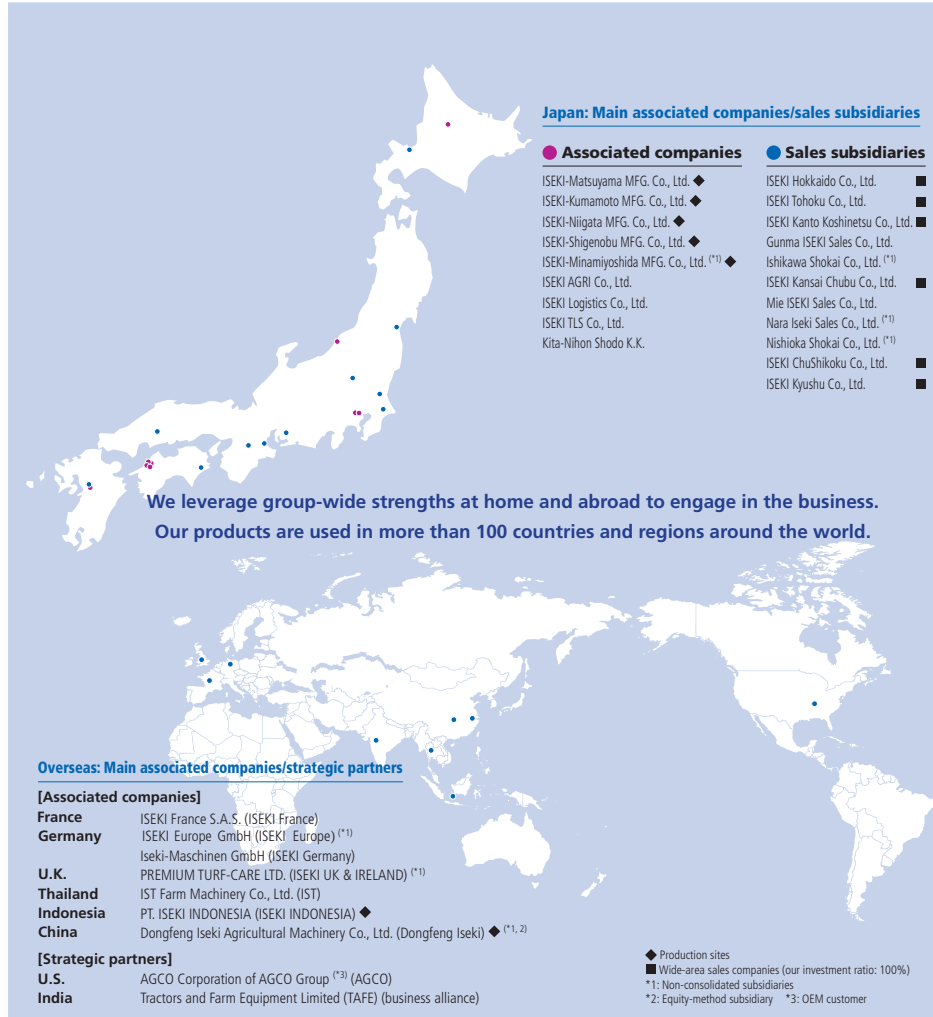 Japan: Main associated companies/sales subsidiaries
● Associated companies
ISEKI-Matsuyama MFG. Co., Ltd. ◆
ISEKI-Kumamoto MFG. Co., Ltd. ◆
ISEKI-Niigata MFG. Co., Ltd. ◆
ISEKI-Shigenobu MFG. Co., Ltd. ◆
ISEKI-Minamiyoshida MFG. Co., Ltd. (*1) ◆
ISEKI AGRI Co., Ltd.
ISEKI Logistics Co., Ltd.
ISEKI TLS Co., Ltd.
Kita-Nihon Shodo K.K.
● Sales subsidiaries
ISEKI Hokkaido Co., Ltd. ■
ISEKI Tohoku Co., Ltd. ■
ISEKI Kanto Koshinetsu Co., Ltd. ■
Gunma ISEKI Sales Co., Ltd.
Ishikawa Shokai Co., Ltd. (*1)
ISEKI Kansai Chubu Co., Ltd. ■
Mie ISEKI Sales Co., Ltd.
Nara Iseki Sales Co., Ltd. (*1)
Nishioka Shokai Co., Ltd. (*1)
ISEKI ChuShikoku Co., Ltd. ■
ISEKI Kyushu Co., Ltd. ■
We leverage group-wide strengths at home and abroad to engage in the business.
Our products are used in more than 100 countries and regions around the world.
Overseas: Main associated companies/strategic partners
[Associated companies]
France ISEKI France S.A.S. (ISEKI France)
Germany ISEKI Europe GmbH (ISEKI Europe) (*1)
Iseki-Maschinen GmbH (ISEKI Germany)
U.K. PREMIUM TURF-CARE LTD. (ISEKI UK & IRELAND) (*1)
Thailand IST Farm Machinery Co., Ltd. (IST)
Indonesia PT. ISEKI INDONESIA (ISEKI INDONESIA) ◆
China Dongfeng Iseki Agricultural Machinery Co., Ltd. (Dongfeng Iseki) ◆ (*1, 2)
[Strategic partners]
U.S. AGCO Corporation of AGCO Group (*3) (AGCO)
India Tractors and Farm Equipment Limited (TAFE) (business alliance)
◆ Production sites
■ Wide-area sales companies (our investment ratio: 100%)
*1: Non-consolidated subsidiaries
*2: Equity-method subsidiary *3: OEM customer